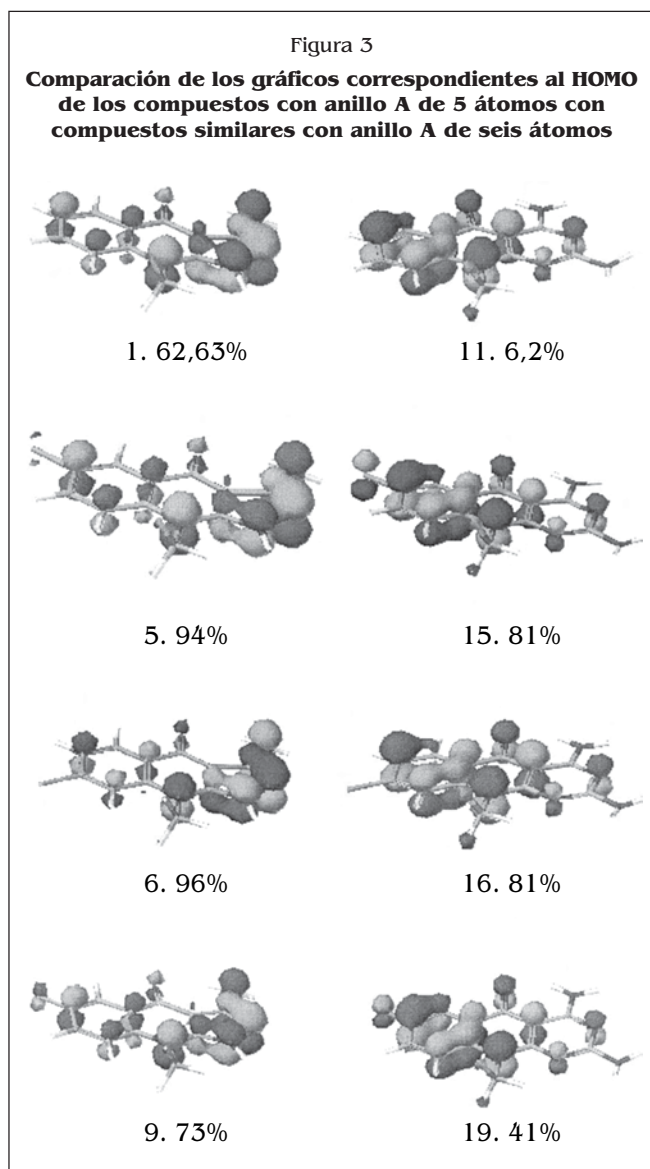 Figura 3
Comparación de los gráficos correspondientes al HOMO
de los compuestos con anillo A de 5 átomos con
compuestos similares con anillo A de seis átomos
1. 62,63%
11. 6,2%
5. 94%
15. 81%
6. 96%
16. 81%
9. 73%
19. 41%